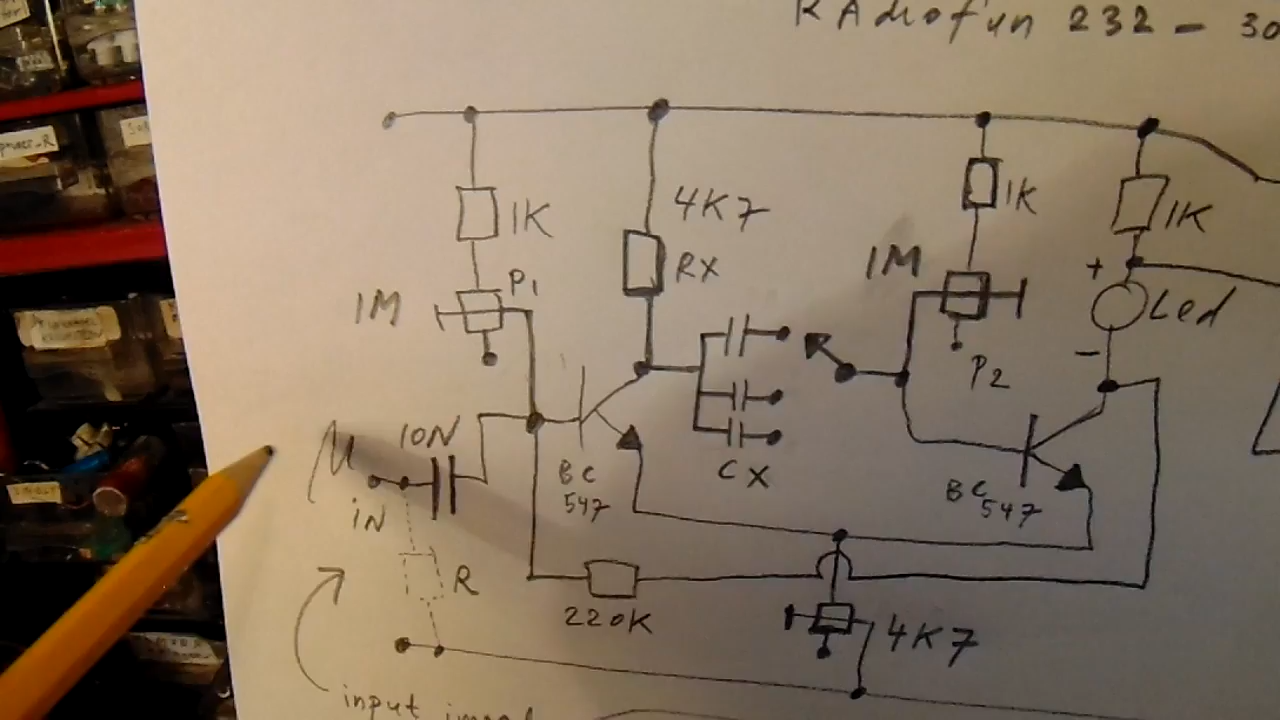 RAdiofun 232 - 30
1K
4K7
1K
1K
RX
1M
P1
1M
+
Led
-
P2
10N
BC
547
CX
BC
547
iN
R
220K
4K7
input